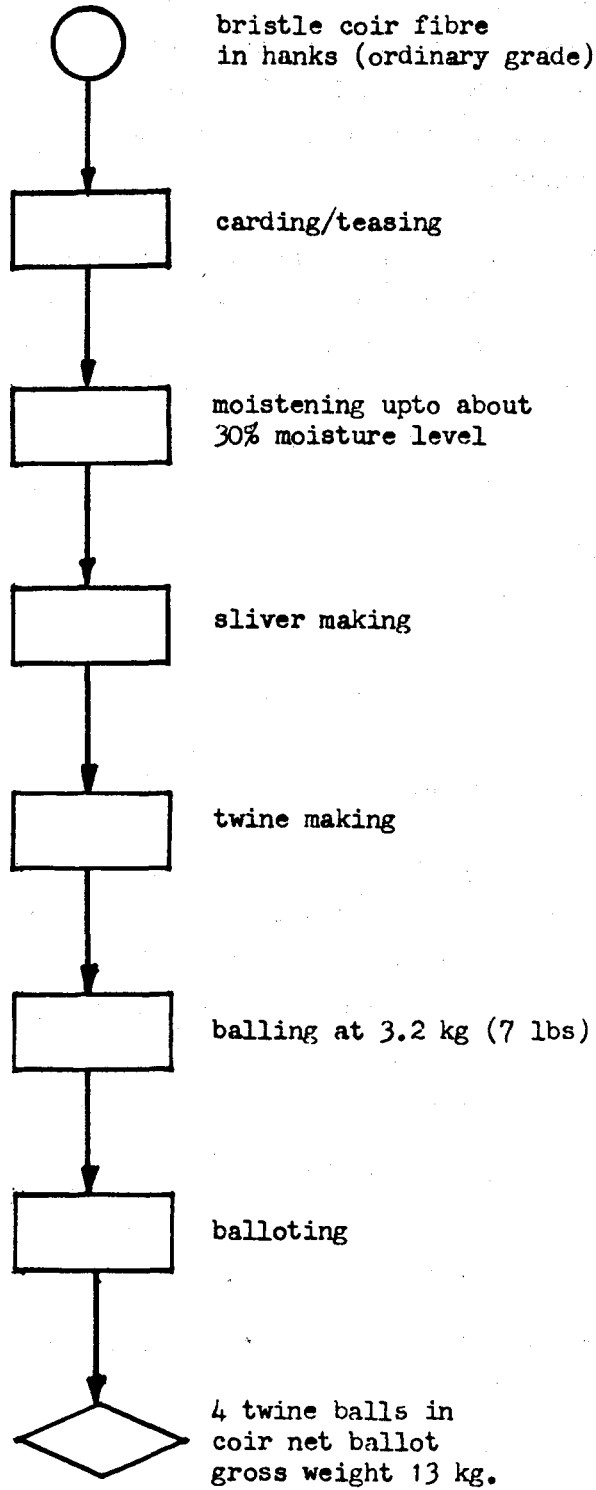 bristle coir fibre
in hanks (ordinary grade)
carding/teasing
moistening upto about
30% moisture level
sliver making
twine making
balling at 3.2 kg (7 lbs)
balloting
4 twine balls in
coir net ballot
gross weight 13 kg.